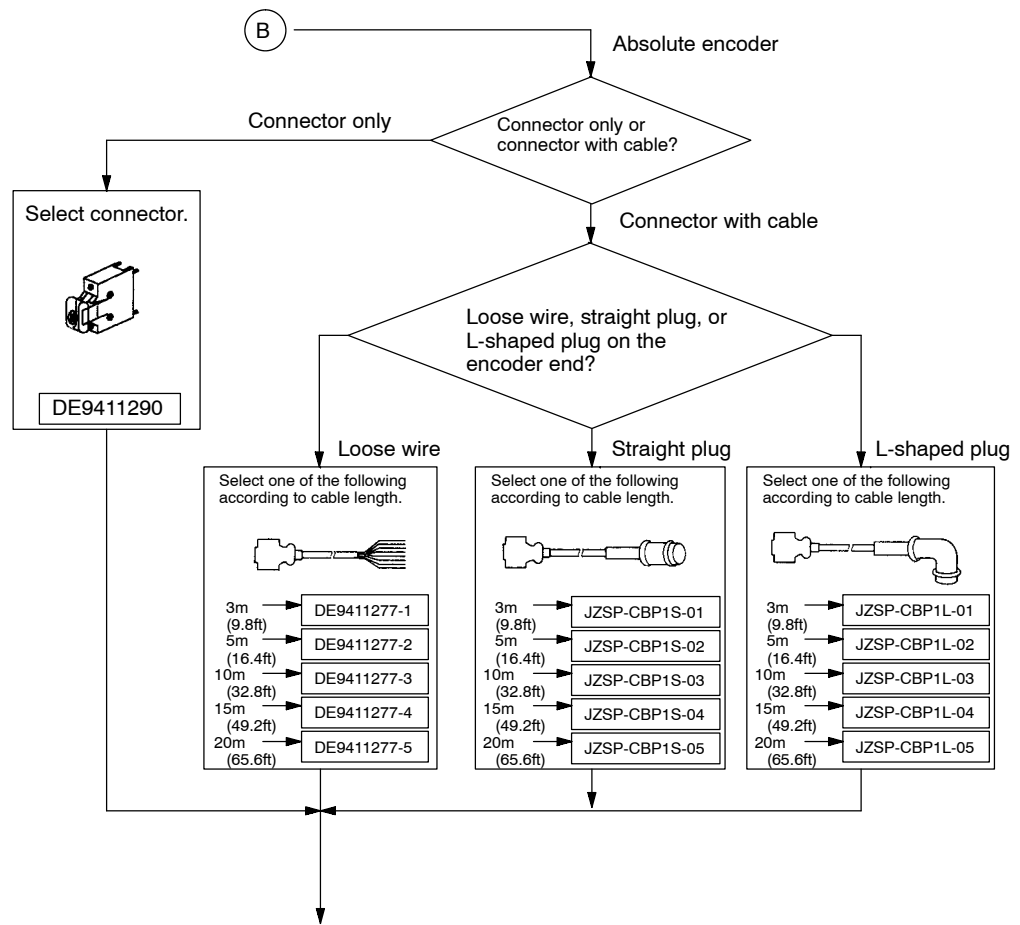 B
Absolute encoder
Connector only
Connector only or
connector with cable?
Select connector.
DE9411290
Connector with cable
Loose wire, straight plug, or
L-shaped plug on the
encoder end?
Loose wire
Select one of the following
according to cable length.
3m
(9.8ft)
DE9411277-1
5m
(16.4ft)
DE9411277-2
10m
(32.8ft)
DE9411277-3
15m
(49.2ft)
DE9411277-4
20m
(65.6ft)
DE9411277-5
Straight plug
Select one of the following
according to cable length.
3m
(9.8ft)
JZSP-CBP1S-01
5m
(16.4ft)
JZSP-CBP1S-02
10m
(32.8ft)
JZSP-CBP1S-03
15m
(49.2ft)
JZSP-CBP1S-04
20m
(65.6ft)
JZSP-CBP1S-05
L-shaped plug
Select one of the following
according to cable length.
3m
(9.8ft)
JZSP-CBP1L-01
5m
(16.4ft)
JZSP-CBP1L-02
10m
(32.8ft)
JZSP-CBP1L-03
15m
(49.2ft)
JZSP-CBP1L-04
20m
(65.6ft)
JZSP-CBP1L-05